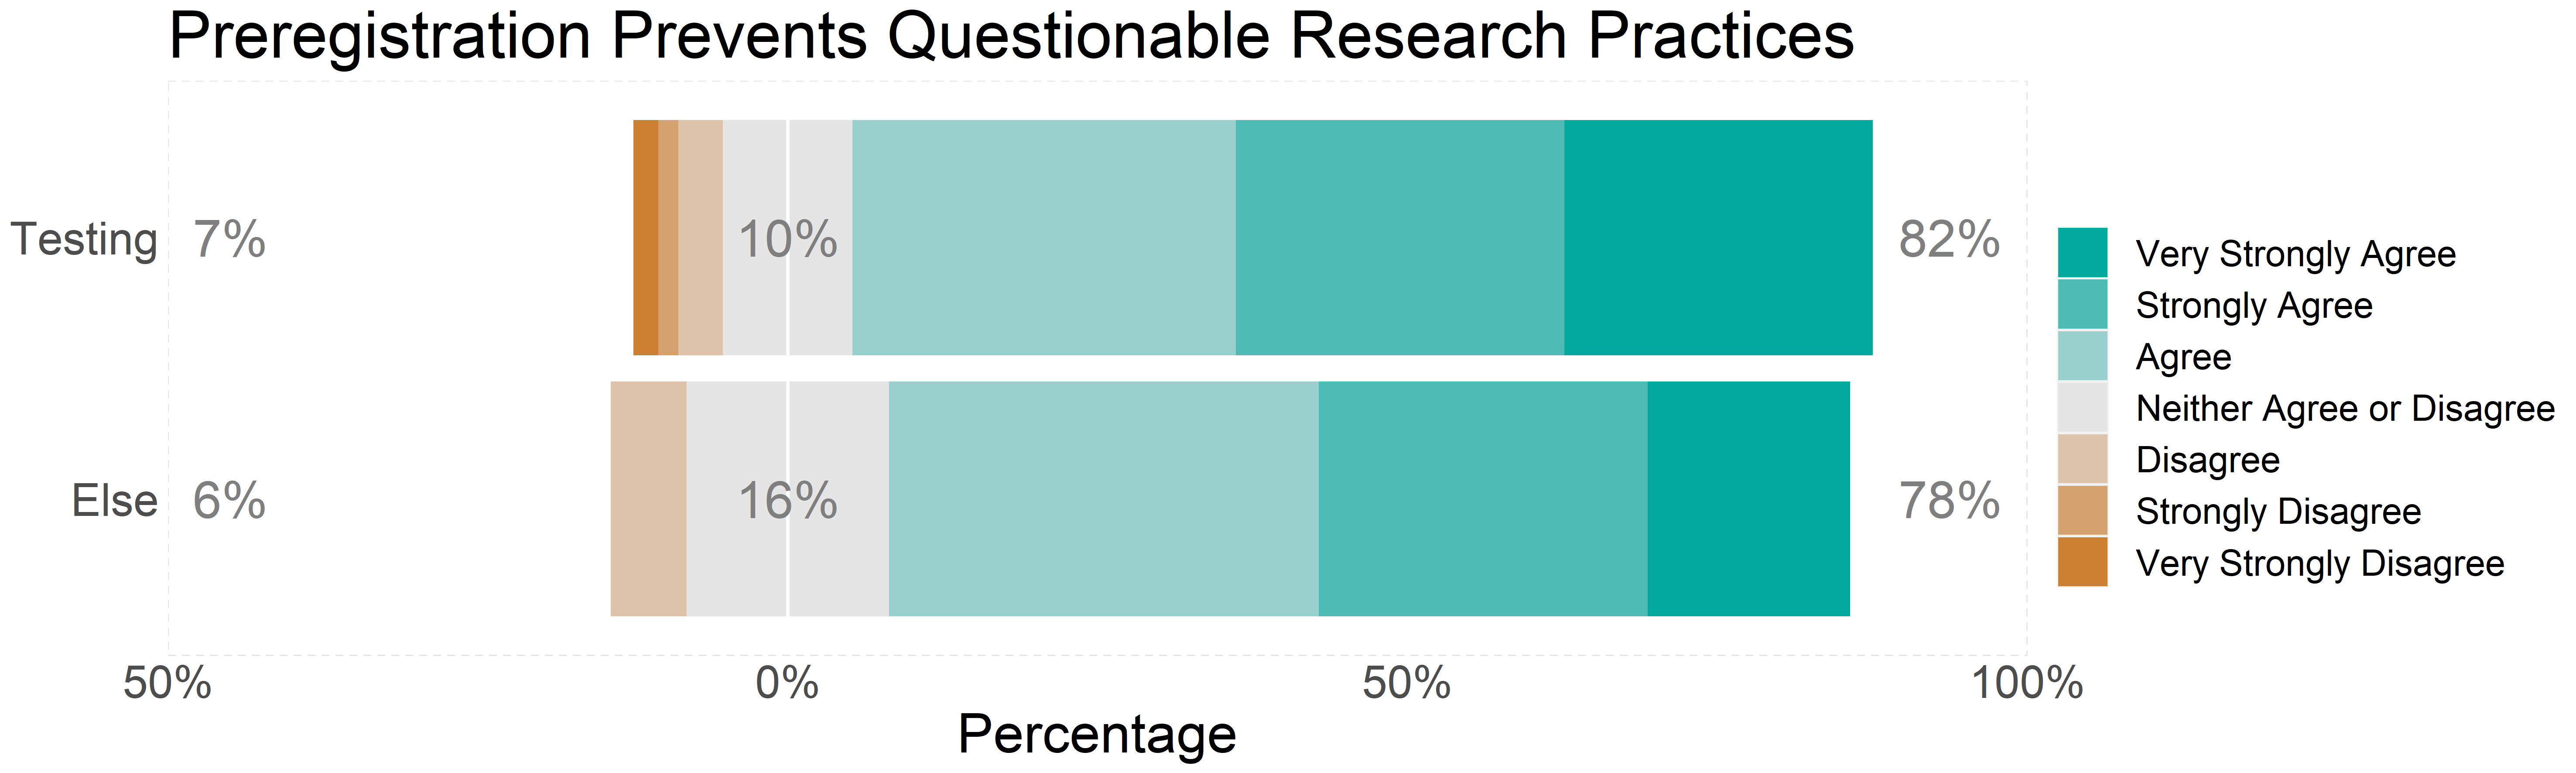 Preregistration Prevents Questionable Research Practices
Testing 7% 10% 82%
Else 6% 16% 78%
50% 0% 50% 100%
Percentage
Very Strongly Agree
Strongly Agree
Agree
Neither Agree or Disagree
Disagree
Strongly Disagree
Very Strongly Disagree